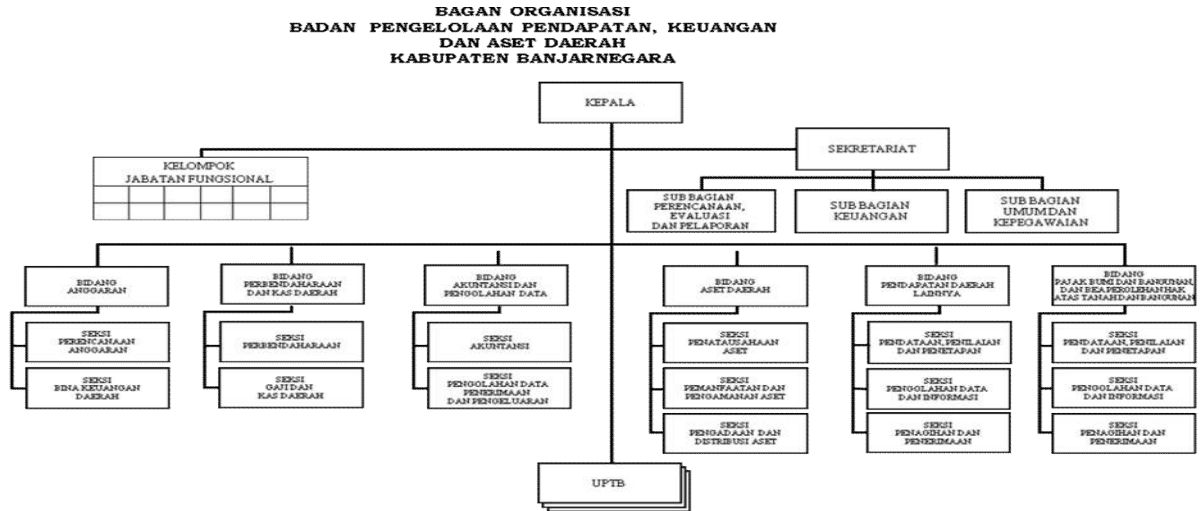 BAGAN ORGANISASI
BADAN PENGELOLAAN PENDAPATAN, KEUANGAN
DAN ASET DAERAH
KABUPATEN BANJARNEGARA
KEPALA
SEKRETARIAT
KELOMPOK
JABATAN FUNGSIONAL
SUB BAGIAN
PERENCANAAN,
EVALUASI
DAN PELAPORAN
SUB BAGIAN
KEUANGAN
SUB BAGIAN
UMUM DAN
KEPEGAWAIAN
BIDANG
ANGGARAN
BIDANG
PERBENDAHARAAN
DAN KAS DAERAH
BIDANG
AKUNTANSI DAN
PENGOLAHAN DATA
BIDANG
ASET DAERAH
BIDANG
PENDAPATAN DAERAH
LAINNYA
BIDANG
PAJAK BUMI DAN BANGUNAN,
DAN BEA PEROLEHAN HAK
ATAS TANAH DAN BANGUNAN
SEKSI
PERENCANAAN
ANGGARAN
SEKSI
PERBENDAHARAAN
SEKSI
AKUNTANSI
SEKSI
PENATAUSAHAAN
ASET
SEKSI
PENDATAAN, PENILAIAN
DAN PENETAPAN
SEKSI
PENDATAAN, PENILAIAN
DAN PENETAPAN
SEKSI
BINA KEUANGAN
DAERAH
SEKSI
GAJI DAN
KAS DAERAH
SEKSI
PENGOLAHAN DATA
PENERIMAAN
DAN PENGELUARAN
SEKSI
PEMANFAATAN DAN
PENGAMANAN ASET
SEKSI
PENGOLAHAN DATA
DAN INFORMASI
SEKSI
PENGOLAHAN DATA
DAN INFORMASI
SEKSI
PENGADAAN DAN
DISTRIBUSI ASET
SEKSI
PENAGIHAN DAN
PENERIMAAN
SEKSI
PENAGIHAN DAN
PENERIMAAN
UPTB